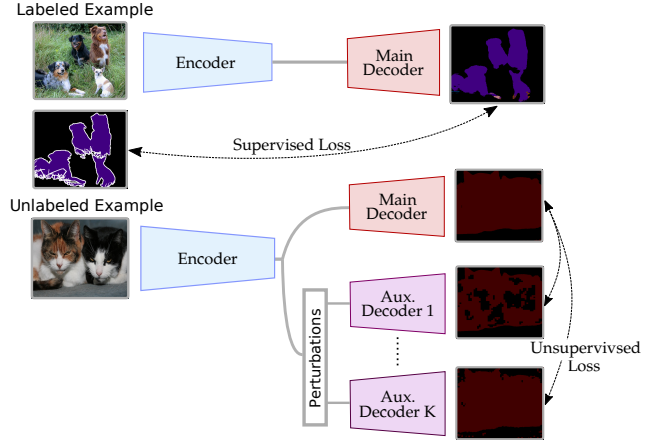 Labeled Example
Encoder
Main
Decoder
Supervised Loss
Unlabeled Example
Encoder
Main
Decoder
Perturbations
Aux.
Decoder 1
Unsupervivsed
Loss
Aux.
Decoder K